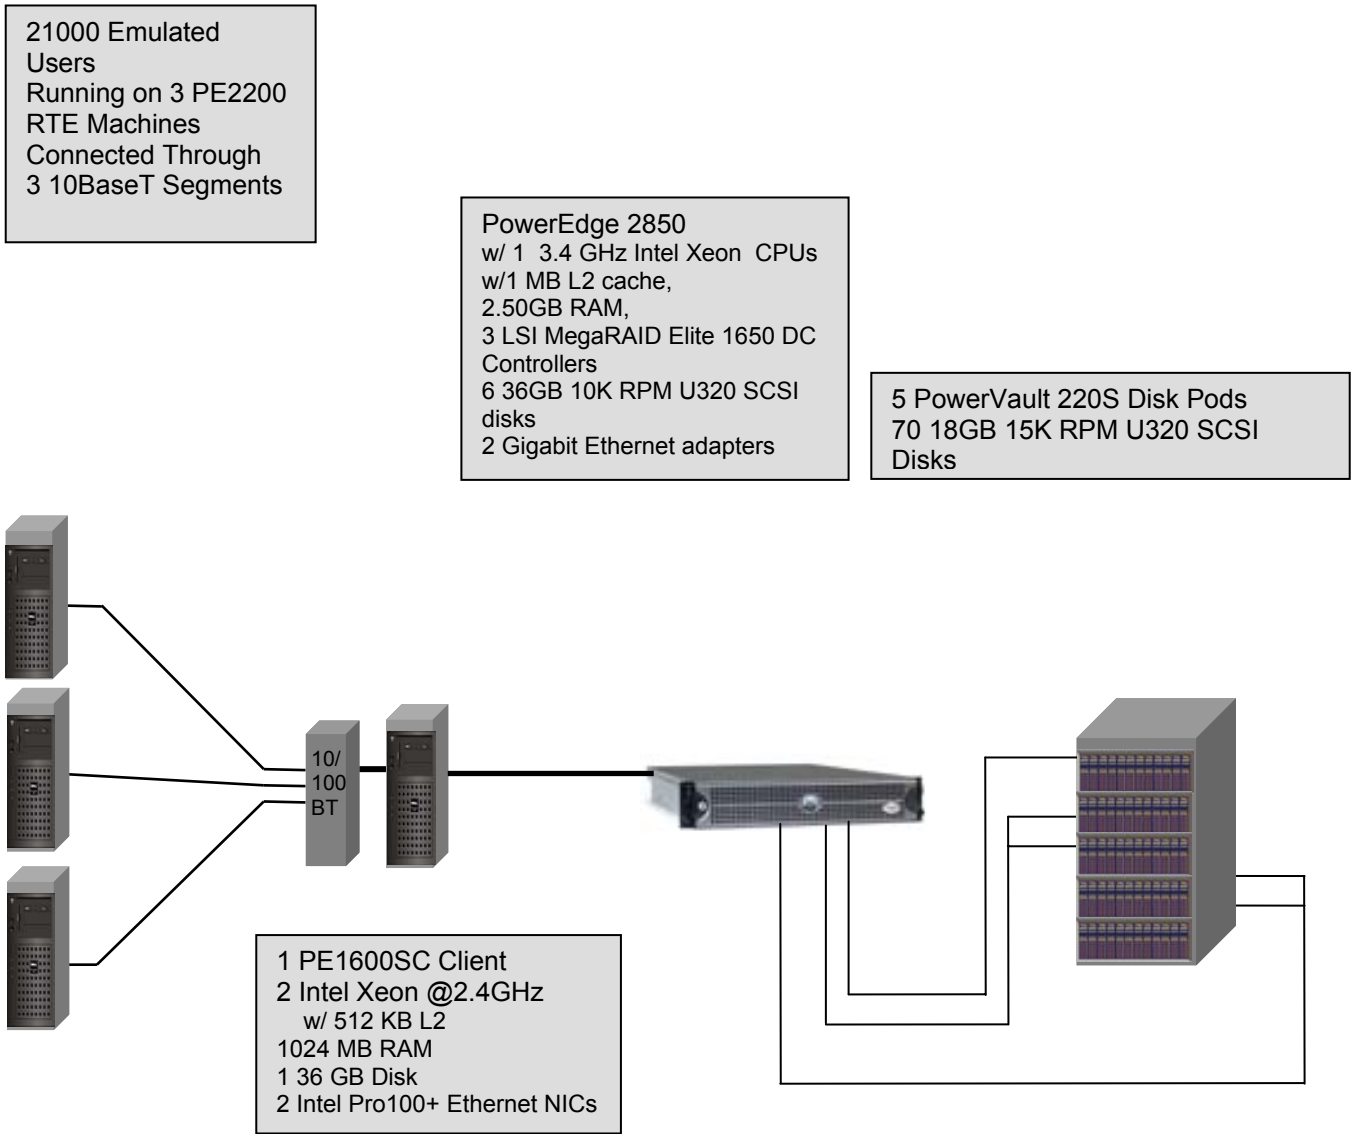 21000 Emulated
Users
Running on 3 PE2200
RTE Machines
Connected Through
3 10BaseT Segments
PowerEdge 2850
w/ 1  3.4 GHz Intel Xeon  CPUs
w/1 MB L2 cache,
2.50GB RAM,
3 LSI MegaRAID Elite 1650 DC
Controllers
6 36GB 10K RPM U320 SCSI
disks
2 Gigabit Ethernet adapters
5 PowerVault 220S Disk Pods
70 18GB 15K RPM U320 SCSI
Disks
10/
100
BT
1 PE1600SC Client
2 Intel Xeon @2.4GHz
w/ 512 KB L2
1024 MB RAM
1 36 GB Disk
2 Intel Pro100+ Ethernet NICs